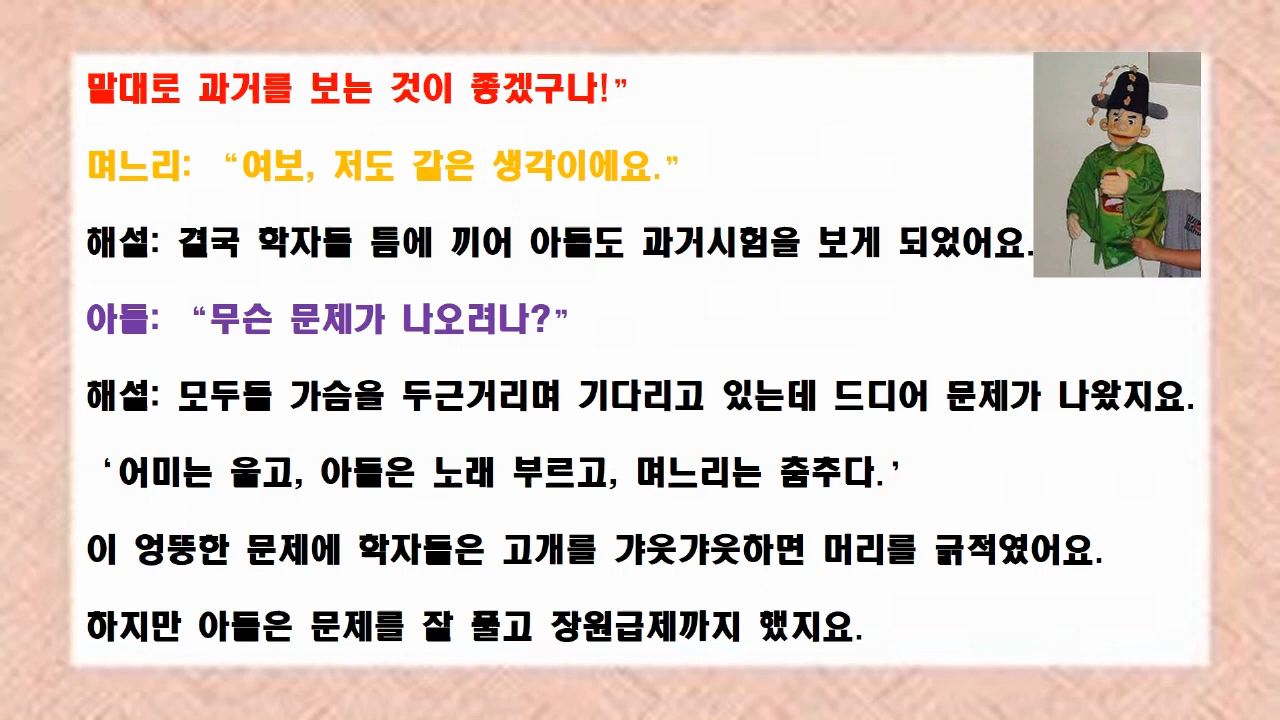 말대로 과거를 보는 것이 좋겠구나!”
며느리: “여보, 저도 같은 생각이에요.”
해설: 결국 학자들 틈에 끼어 아들도 과거시험을 보게 되었어요.
아들: “무슨 문제가 나오려나?”
해설: 모두들 가슴을 두근거리며 기다리고 있는데 드디어 문제가 나왔지요.
‘어미는 울고, 아들은 노래 부르고, 며느리는 춤추다.’
이 엉뚱한 문제에 학자들은 고개를 갸웃갸웃하면 머리를 긁적였어요.
하지만 아들은 문제를 잘 풀고 장원급제까지 했지요.